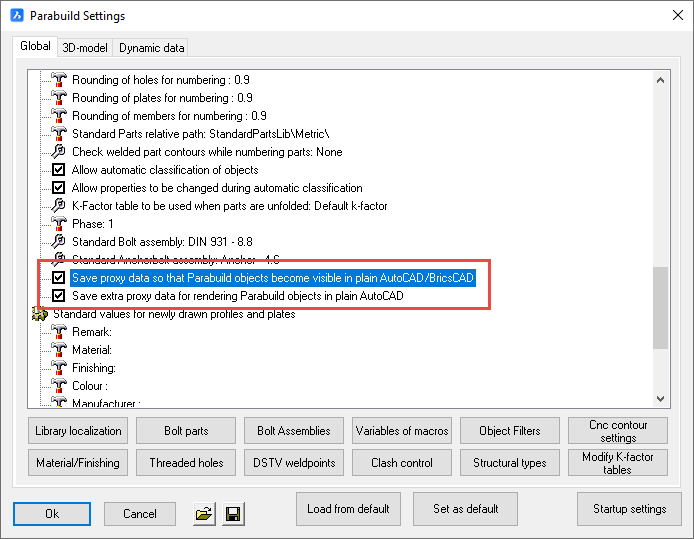 Parabuild Settings
Global
3D-model
Dynamic data
Rounding of holes for numbering : 0.9
Rounding of plates for numbering : 0.9
Rounding of members for numbering : 0.9
Standard Parts relative path: StandardPartsLib\Metric\
Check welded part contours while numbering parts: None
Allow automatic classification of objects
Allow properties to be changed during automatic classification
K-Factor table to be used when parts are unfolded: Default k-factor
Phase: 1
Standard Bolt assembly: DIN 931 - 8.8
Standard Anchorbolt assembly: Anchor - 4.6
Save proxy data so that Parabuild objects become visible in plain AutoCAD/BricsCAD
Save extra proxy data for rendering Parabuild objects in plain AutoCAD
Standard values for newly drawn profiles and plates
Remark:
Material:
Finishing:
Colour :
Manufacturer :
Library localization
Bolt parts
Bolt Assemblies
Variables of macros
Object Filters
Cnc contour
settings
Material/Finishing
Threaded holes
DSTV weldpoints
Clash control
Structural types
Modify K-factor
tables
Ok
Cancel
Load from default
Set as default
Startup settings